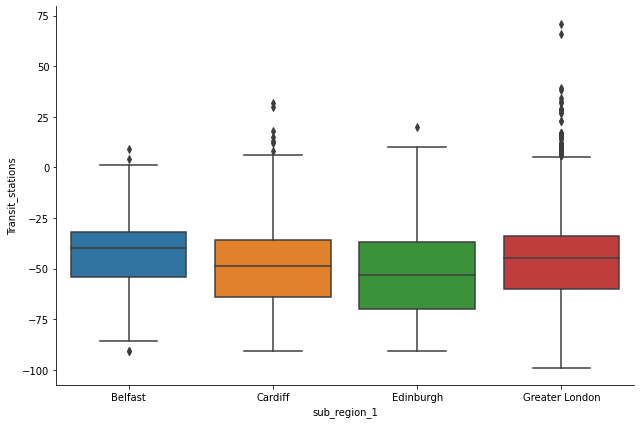 75
50
25
0
−25
−50
−75
−100
Transit_stations
Belfast
Cardiff
Edinburgh
Greater London
sub_region_1